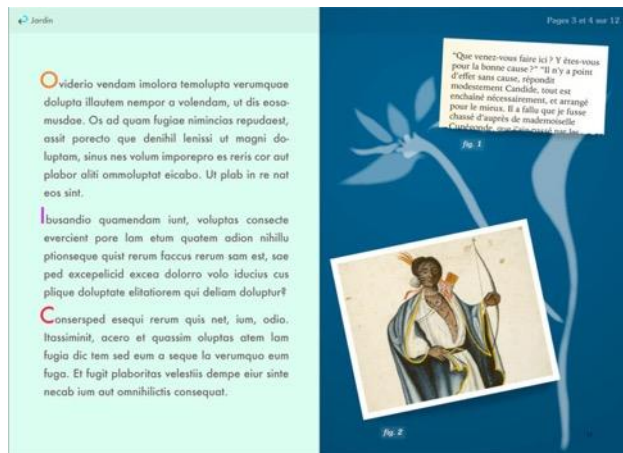 Jardin
Pages 3 et 4 sur 12
Oviderio vendam imolora temolupta verumquae
dolupta illautem nempor a volendam, ut dis eosa-
musdae. Os ad quam fugiae nimincias repudaest,
assit porecto que denihil lenissi ut magni do-
luptam, sinus nes volum imporepro es reris cor aut
plabor aliti ommoluptat eicabo. Ut plab in re nat
eos sint.
Ibusandio quamendam iunt, voluptas consecte
evercient pore lam etum quatem adion nihillu
ptionseque quist rerum faccus rerum sam est, sae
ped excepelicid excea dolorro volo iducius cus
plique doluptate elitatiorem qui deliam doluptur?
Consersped esequi rerum quis net, ium, odio.
Itassiminit, acero et quassim oluptas atem lam
fugia dic tem sed eum a seque la verumquo eum
fuga. Et fugit plaboritas velestiis dempe eiur sinte
necab ium aut omnihilictis consequat.
"Que venez-vous faire ici ? Y êtes-vous
pour la bonne cause ?" "Il n'y a point
d'effet sans cause, répondit
modestement Candide, tout est
enchaîné nécessairement, et arrangé
pour le mieux. Il a fallu que je fusse
chassé d'auprès de mademoiselle
Cunégonde, que j'aie passé par les
fig. 1
fig. 2